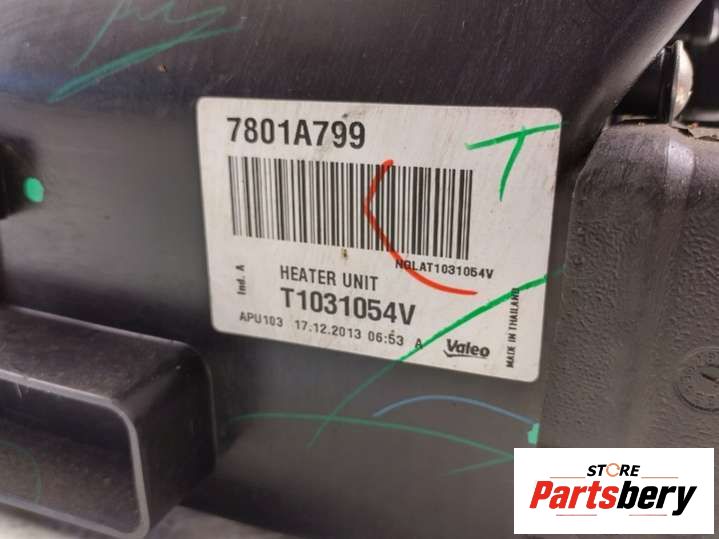 7801A799
NGLAT1031054V
Ind. A
HEATER UNIT
T1031054V
APU103 17.12.2013 06:53 A
Valeo
MADE IN THAILAND
T
STORE
Partsbery